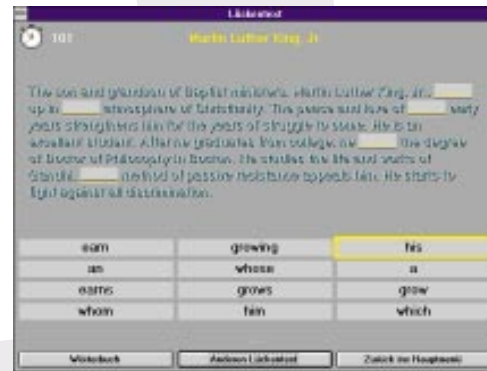 Lückentest
101
Martin Luther King, Jr.
The son and grandson of Baptist ministers, Martin Luther King, Jr.,
up in atmosphere of Christianity. The peace and love of early
years strengthens him for the years of struggle to come. He is an
excellent student. After he graduates from college, he the degree
of Doctor of Philosophy in Boston. He studies the life and works of
Gandhi, method of passive resistance appeals him. He starts to
fight against all discrimination.
earn growing his
an whose a
earns grows grow
whom him which
Wörterbuch Anderen Lückentest Zurück ins Hauptmenü